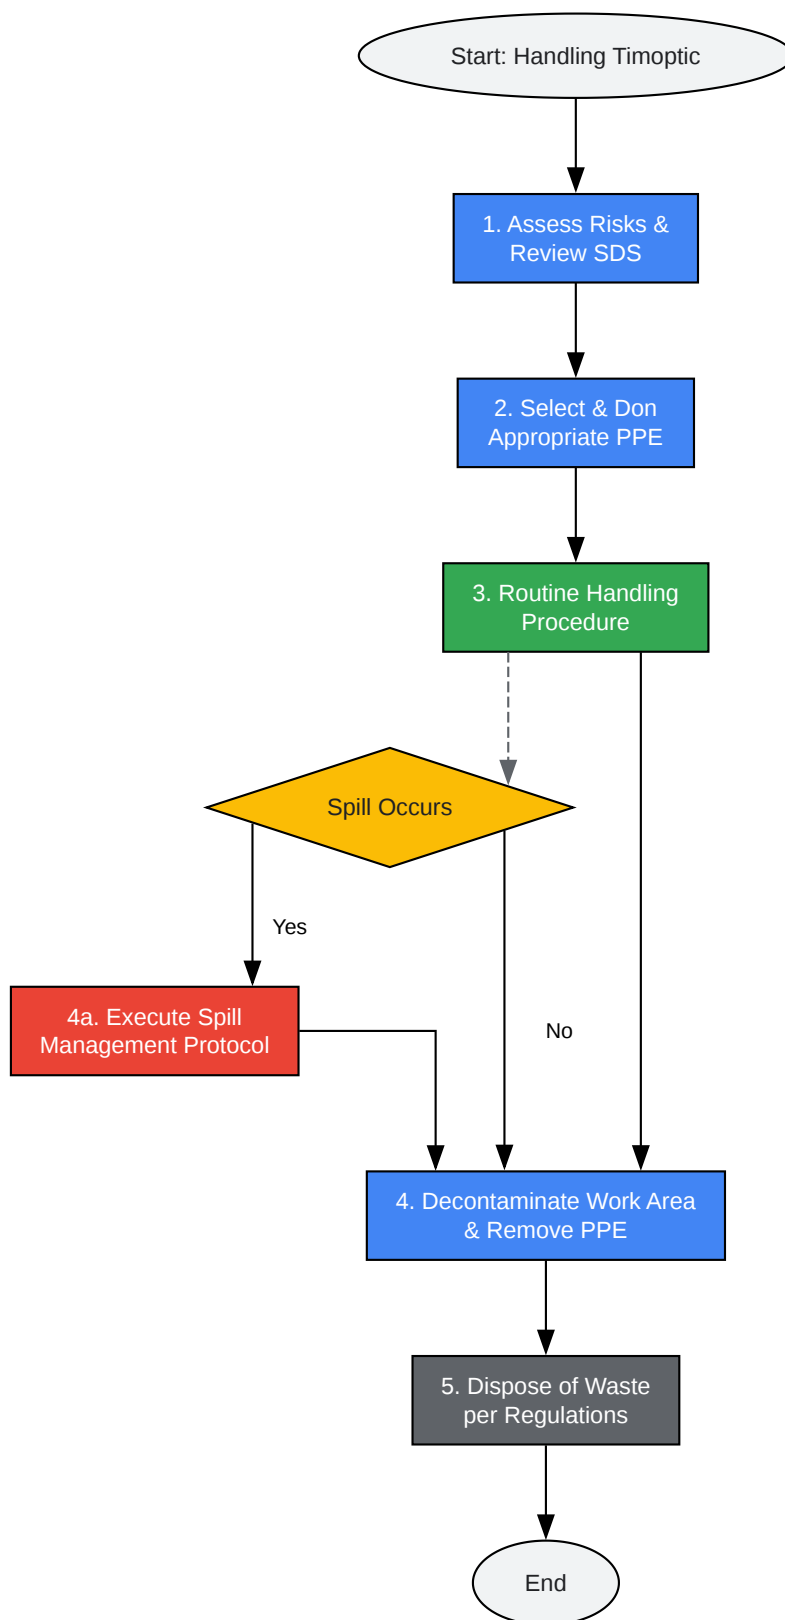 Start: Handling Timoptic
1. Assess Risks &
Review SDS
2. Select & Don
Appropriate PPE
3. Routine Handling
Procedure
Spill Occurs
Yes
4a. Execute Spill
Management Protocol
No
4. Decontaminate Work Area
& Remove PPE
5. Dispose of Waste
per Regulations
End